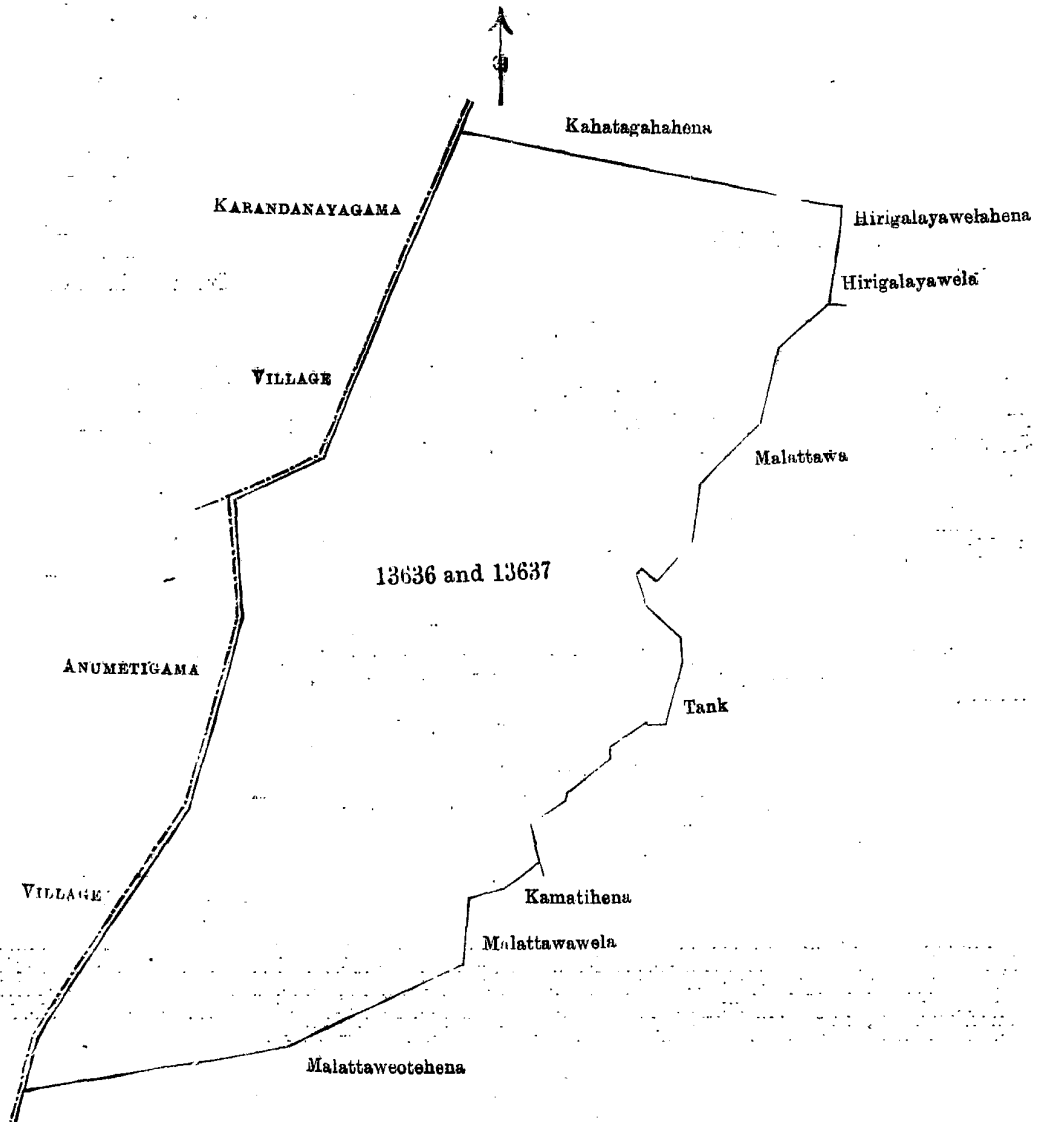 Kahatagahahena
KARANDANAYAGAMA
Hirigalayawelahena
Hirigalayawela
VILLAGE
Malattawa
13636 and 13637
ANUMETIGAMA
Tank
VILLAGE
Kamatihena
Malattawawela
Malattaweotehena